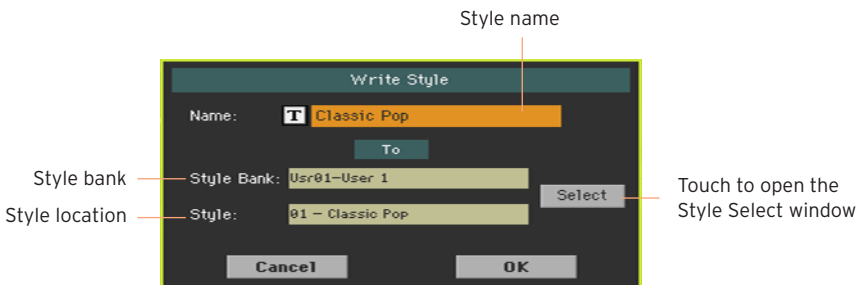 Style name
Write Style
Name: T Classic Pop
To
Style bank
Style Bank: Usr01-User 1
Select
Touch to open the
Style Select window
Style location
Style: 01 - Classic Pop
Cancel OK